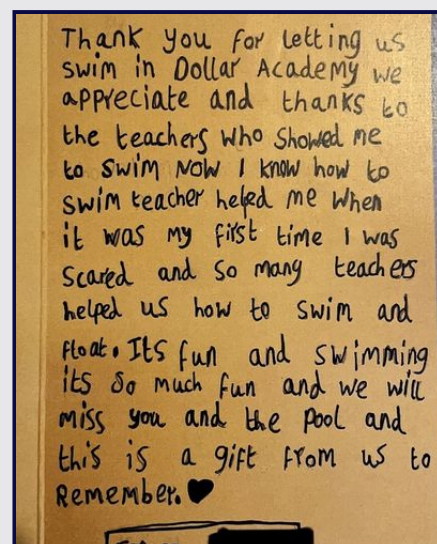 Thank you for letting us
swim in Dollar Academy we
appreciate and thanks to
the teachers who showed me
to swim Now I know how to
swim teacher helped me when
it was my first time I was
scared and so many teachers
helped us how to swim and
float. Its fun and swimming
its so much fun and we will
miss you and the pool and
this is a gift from us to
Remember.♥